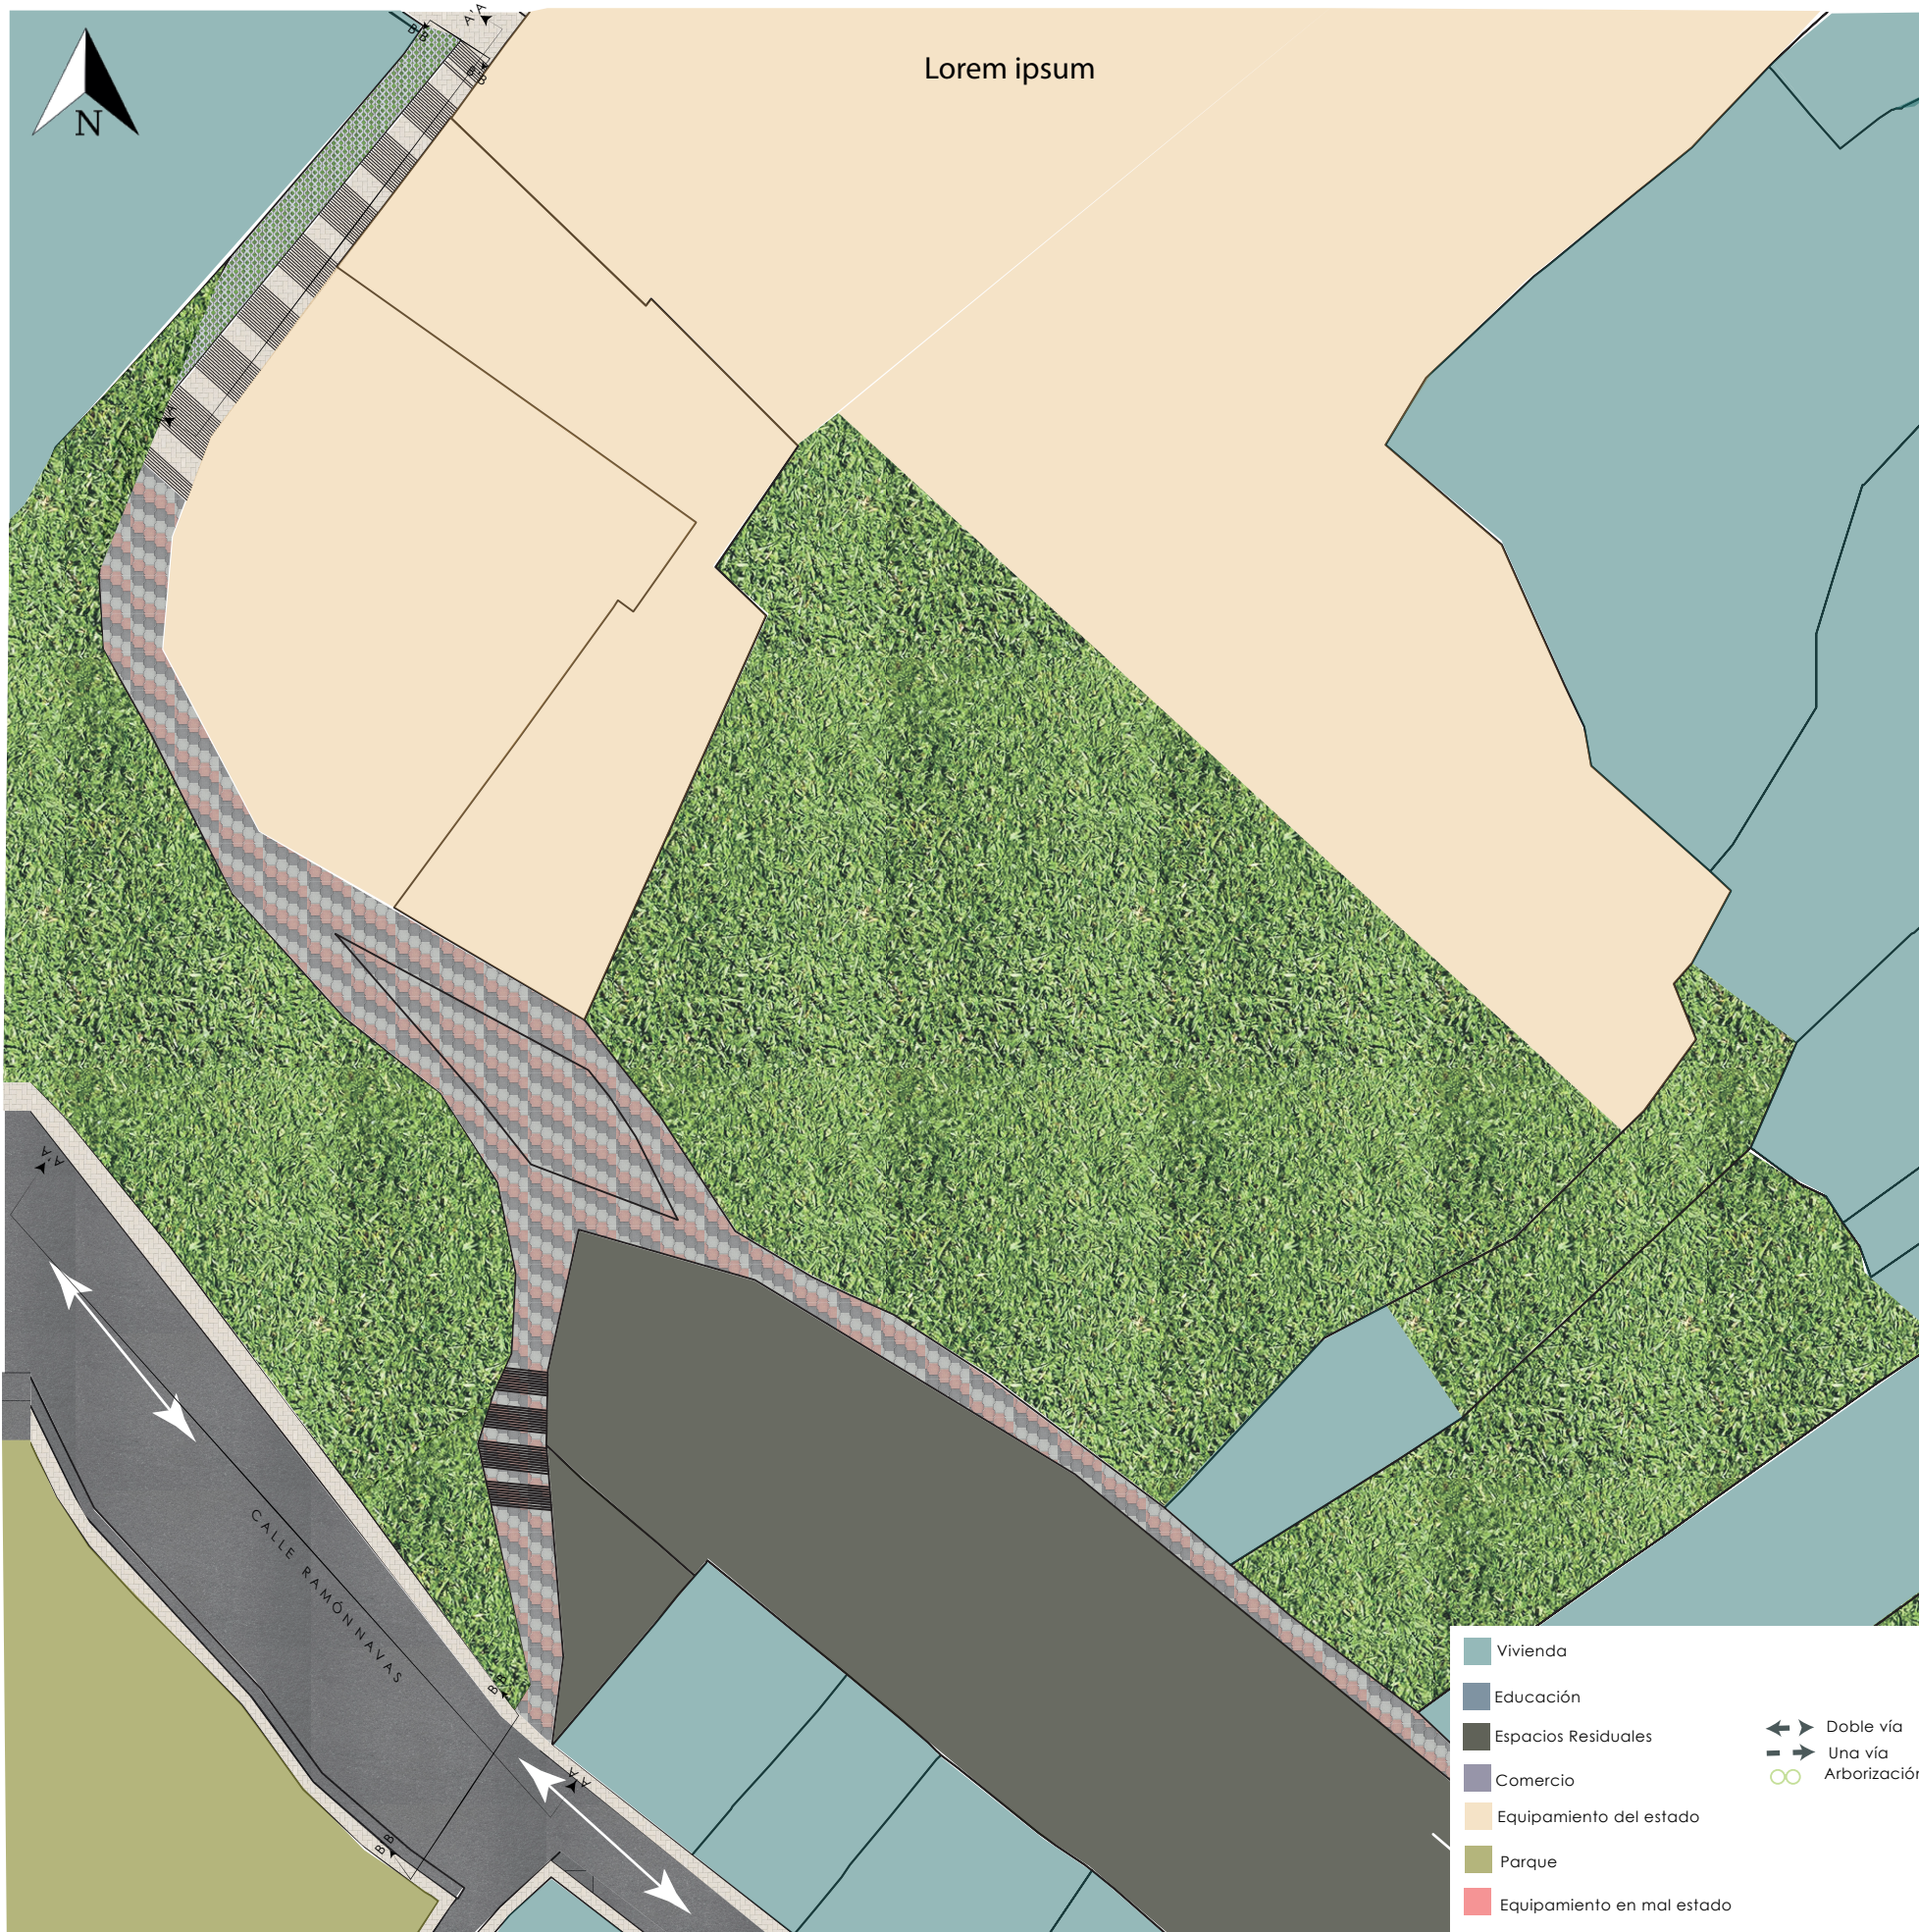 A'A
B'B
Lorem ipsum
B'B
N
A'A
CALLE RAMÓN NAVAS
B'B
A'A
B'B
Vivienda
Educación
Espacios Residuales
Comercio
Equipamiento del estado
Parque
Equipamiento en mal estado
Doble vía
Una vía
Arborización